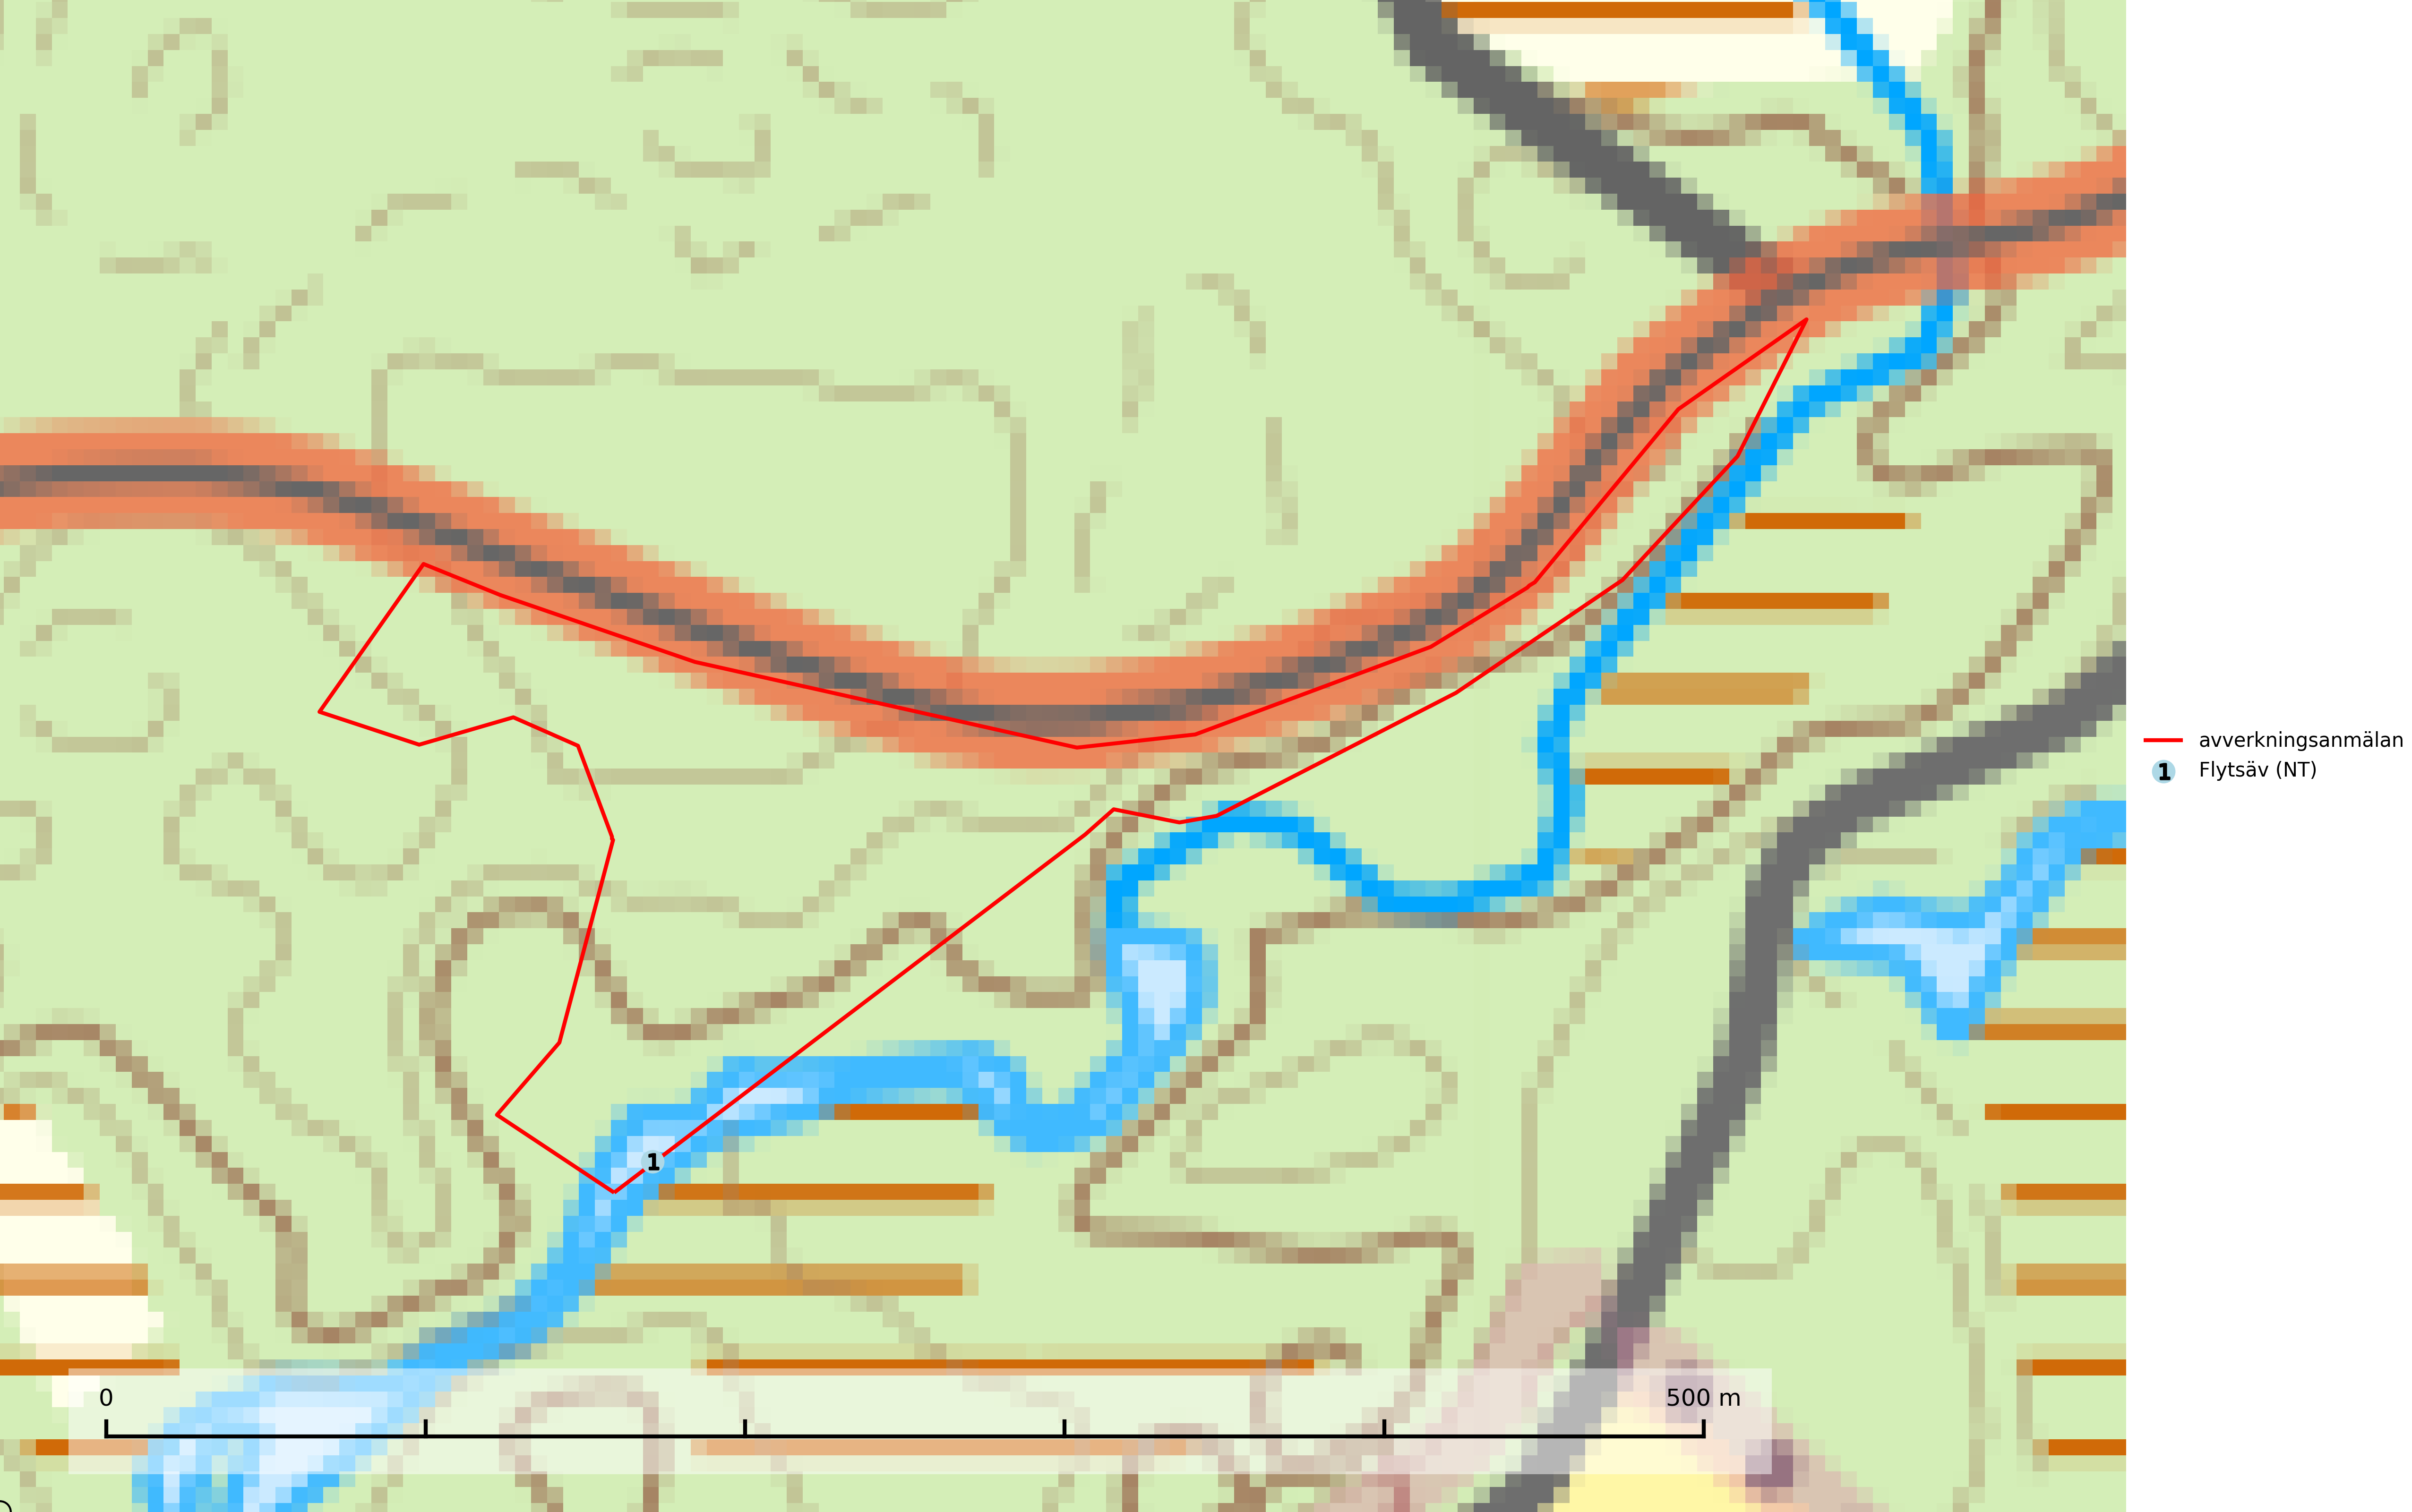 avverkningsanmälan
1 Flytsäv (NT)
1
0 500 m